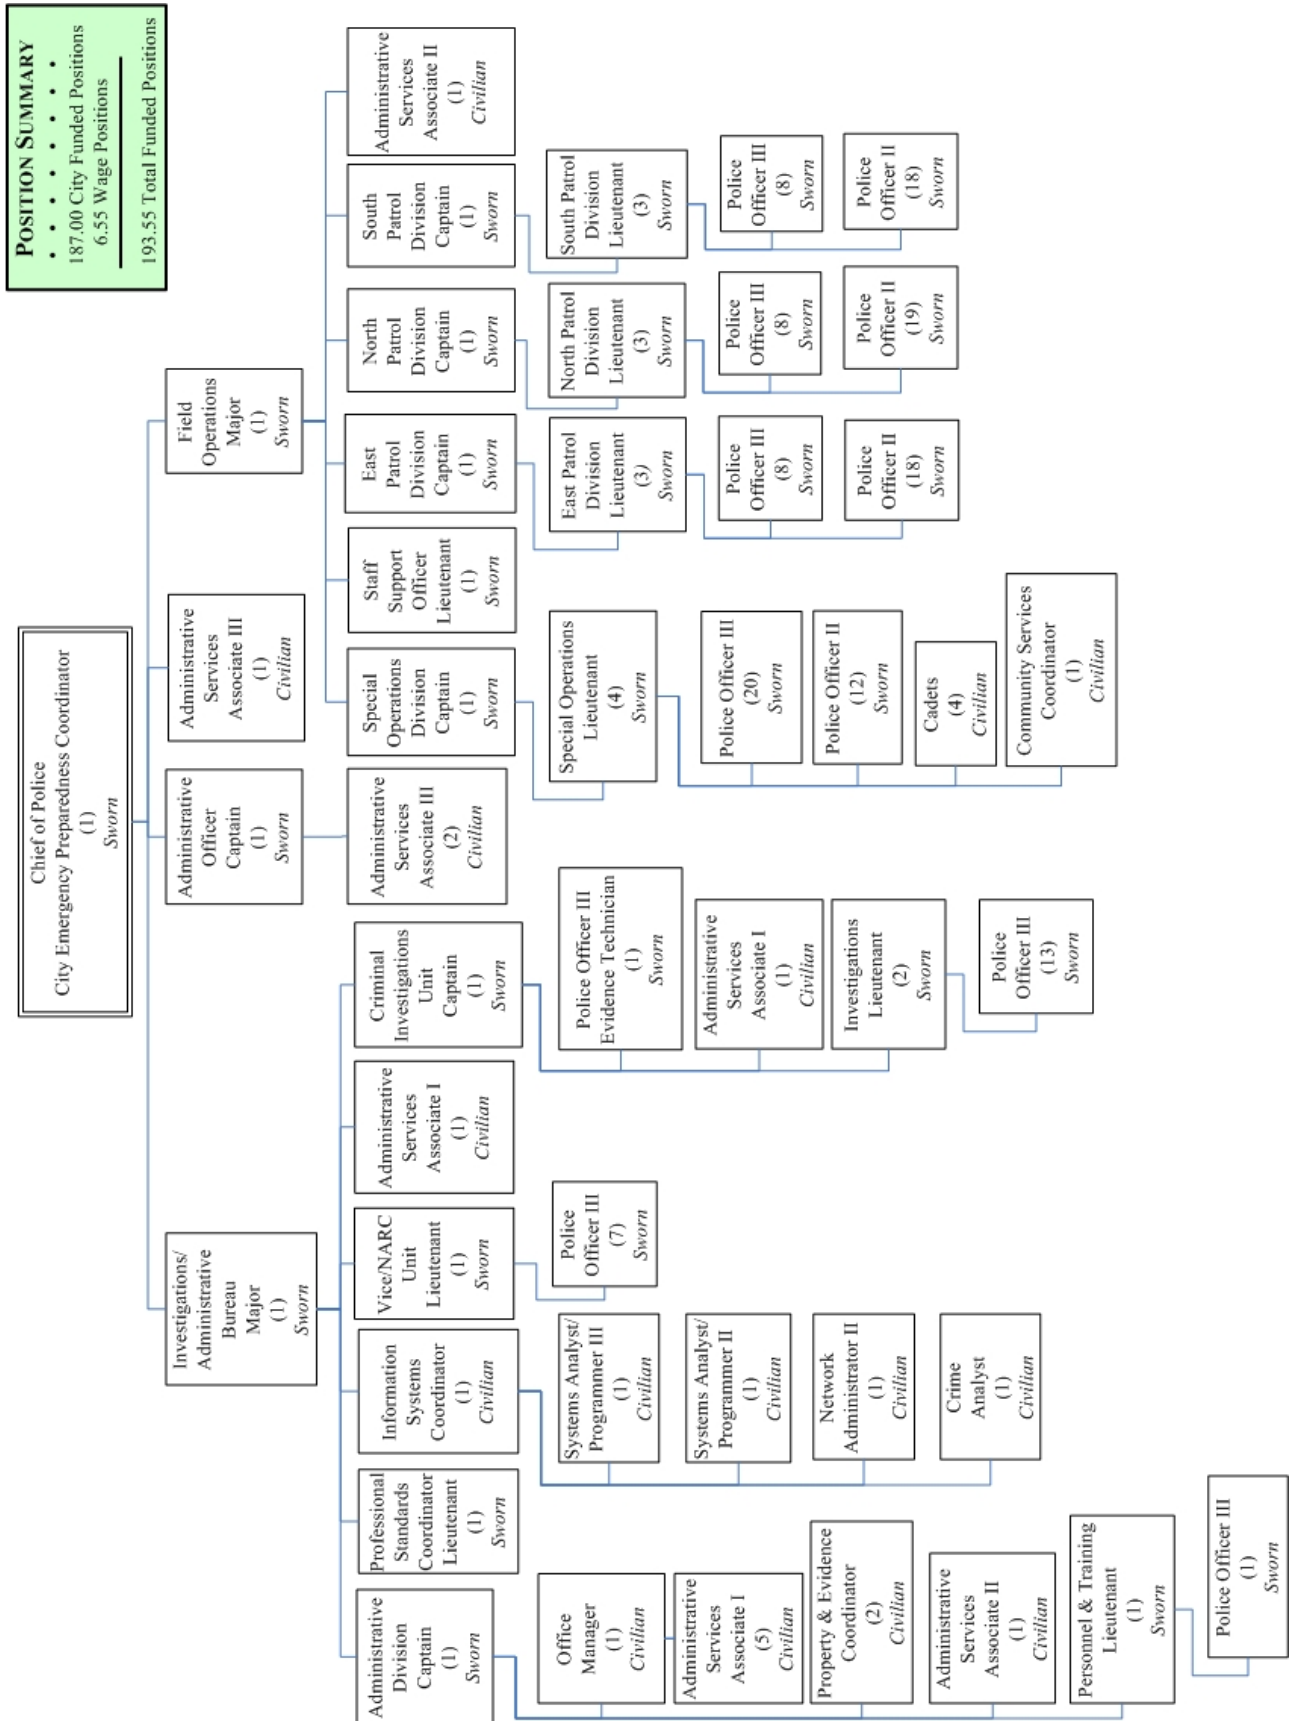 POSITION SUMMARY
• • • • • • • •
187.00 City Funded Positions
6.55 Wage Positions
193.55 Total Funded Positions
Chief of Police
City Emergency Preparedness Coordinator
(1)
Sworn
Investigations/
Administrative
Bureau
Major
(1)
Sworn
Administrative
Officer
Captain
(1)
Sworn
Administrative
Services
Associate III
(1)
Civilian
Field
Operations
Major
(1)
Sworn
Administrative
Division
Captain
(1)
Sworn
Professional
Standards
Coordinator
Lieutenant
(1)
Sworn
Information
Systems
Coordinator
(1)
Civilian
Vice/NARC
Unit
Lieutenant
(1)
Sworn
Administrative
Services
Associate I
(1)
Civilian
Criminal
Investigations
Unit
Captain
(1)
Sworn
Administrative
Services
Associate III
(2)
Civilian
Special
Operations
Division
Captain
(1)
Sworn
Staff
Support
Officer
Lieutenant
(1)
Sworn
East
Patrol
Division
Captain
(1)
Sworn
North
Patrol
Division
Captain
(1)
Sworn
South
Patrol
Division
Captain
(1)
Sworn
Administrative
Services
Associate II
(1)
Civilian
Office
Manager
(1)
Civilian
Administrative
Services
Associate I
(5)
Civilian
Property & Evidence
Coordinator
(2)
Civilian
Administrative
Services
Associate II
(1)
Civilian
Personnel & Training
Lieutenant
(1)
Sworn
Police Officer III
(1)
Sworn
Systems Analyst/
Programmer III
(1)
Civilian
Systems Analyst/
Programmer II
(1)
Civilian
Network
Administrator II
(1)
Civilian
Crime
Analyst
(1)
Civilian
Police
Officer III
(7)
Sworn
Police Officer III
Evidence Technician
(1)
Sworn
Administrative
Services
Associate I
(1)
Civilian
Investigations
Lieutenant
(2)
Sworn
Police
Officer III
(13)
Sworn
Special Operations
Lieutenant
(4)
Sworn
Police Officer III
(20)
Sworn
Police Officer II
(12)
Sworn
Cadets
(4)
Civilian
Community Services
Coordinator
(1)
Civilian
East Patrol
Division
Lieutenant
(3)
Sworn
Police
Officer III
(8)
Sworn
Police
Officer II
(18)
Sworn
North Patrol
Division
Lieutenant
(3)
Sworn
Police
Officer III
(8)
Sworn
Police
Officer II
(19)
Sworn
South Patrol
Division
Lieutenant
(3)
Sworn
Police
Officer III
(8)
Sworn
Police
Officer II
(18)
Sworn